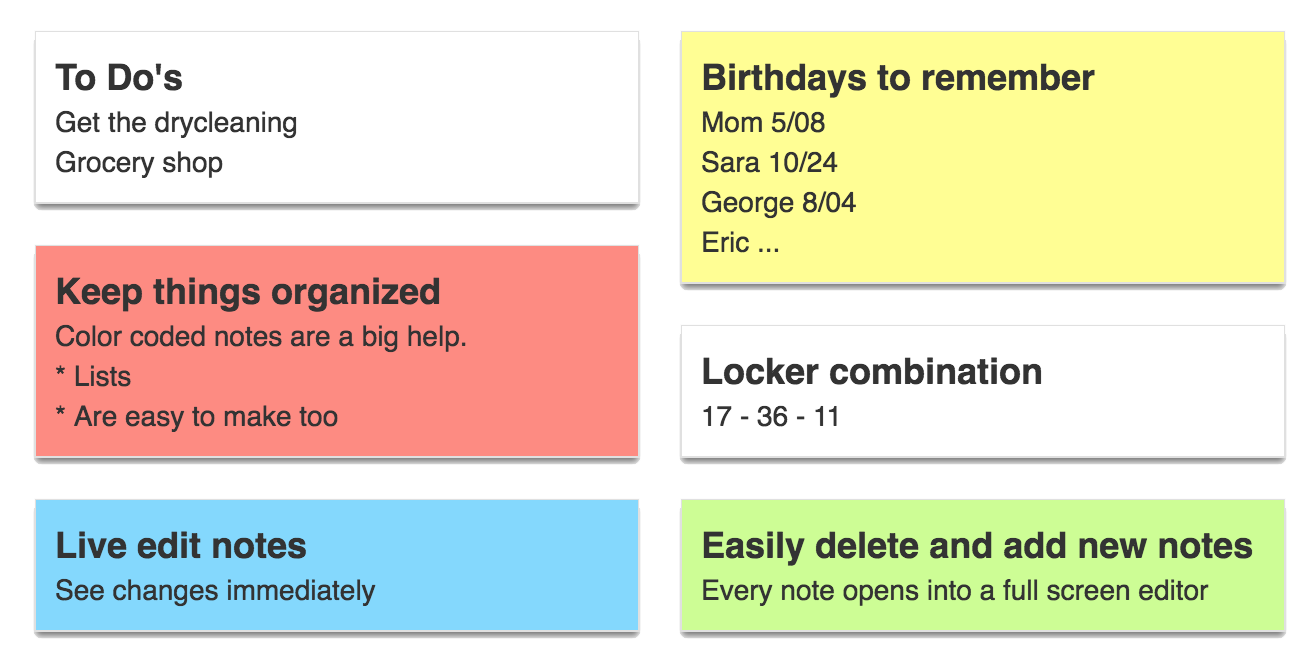 To Do's
Get the drycleaning
Grocery shop
Keep things organized
Color coded notes are a big help.
* Lists
* Are easy to make too
Live edit notes
See changes immediately
Birthdays to remember
Mom 5/08
Sara 10/24
George 8/04
Eric ...
Locker combination
17 - 36 - 11
Easily delete and add new notes
Every note opens into a full screen editor